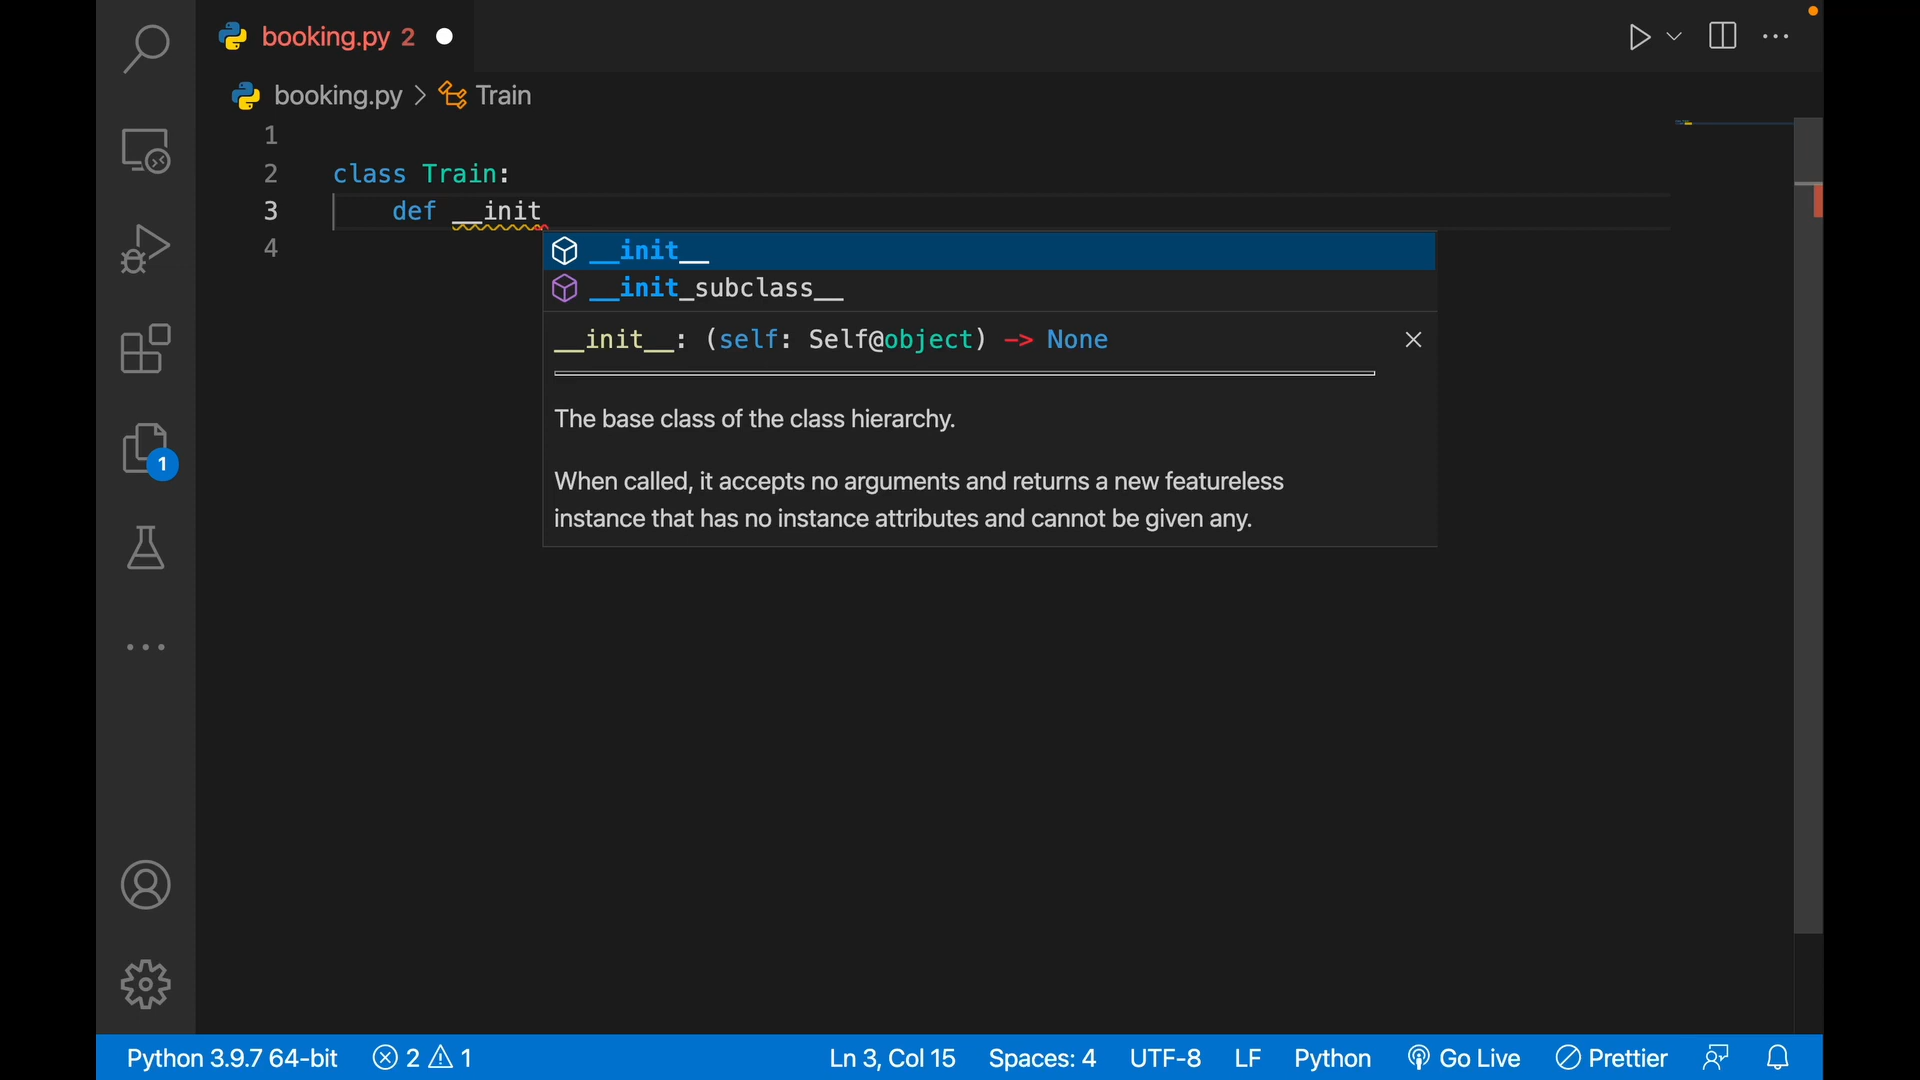 booking.py 2
booking.py > Train
1
2 class Train:
3 def __init
4
__init__
__init_subclass__
__init__: (self: Self@object) -> None
The base class of the class hierarchy.
When called, it accepts no arguments and returns a new featureless
instance that has no instance attributes and cannot be given any.
1
Python 3.9.7 64-bit 2 1 Ln 3, Col 15 Spaces: 4 UTF-8 LF Python Go Live Prettier